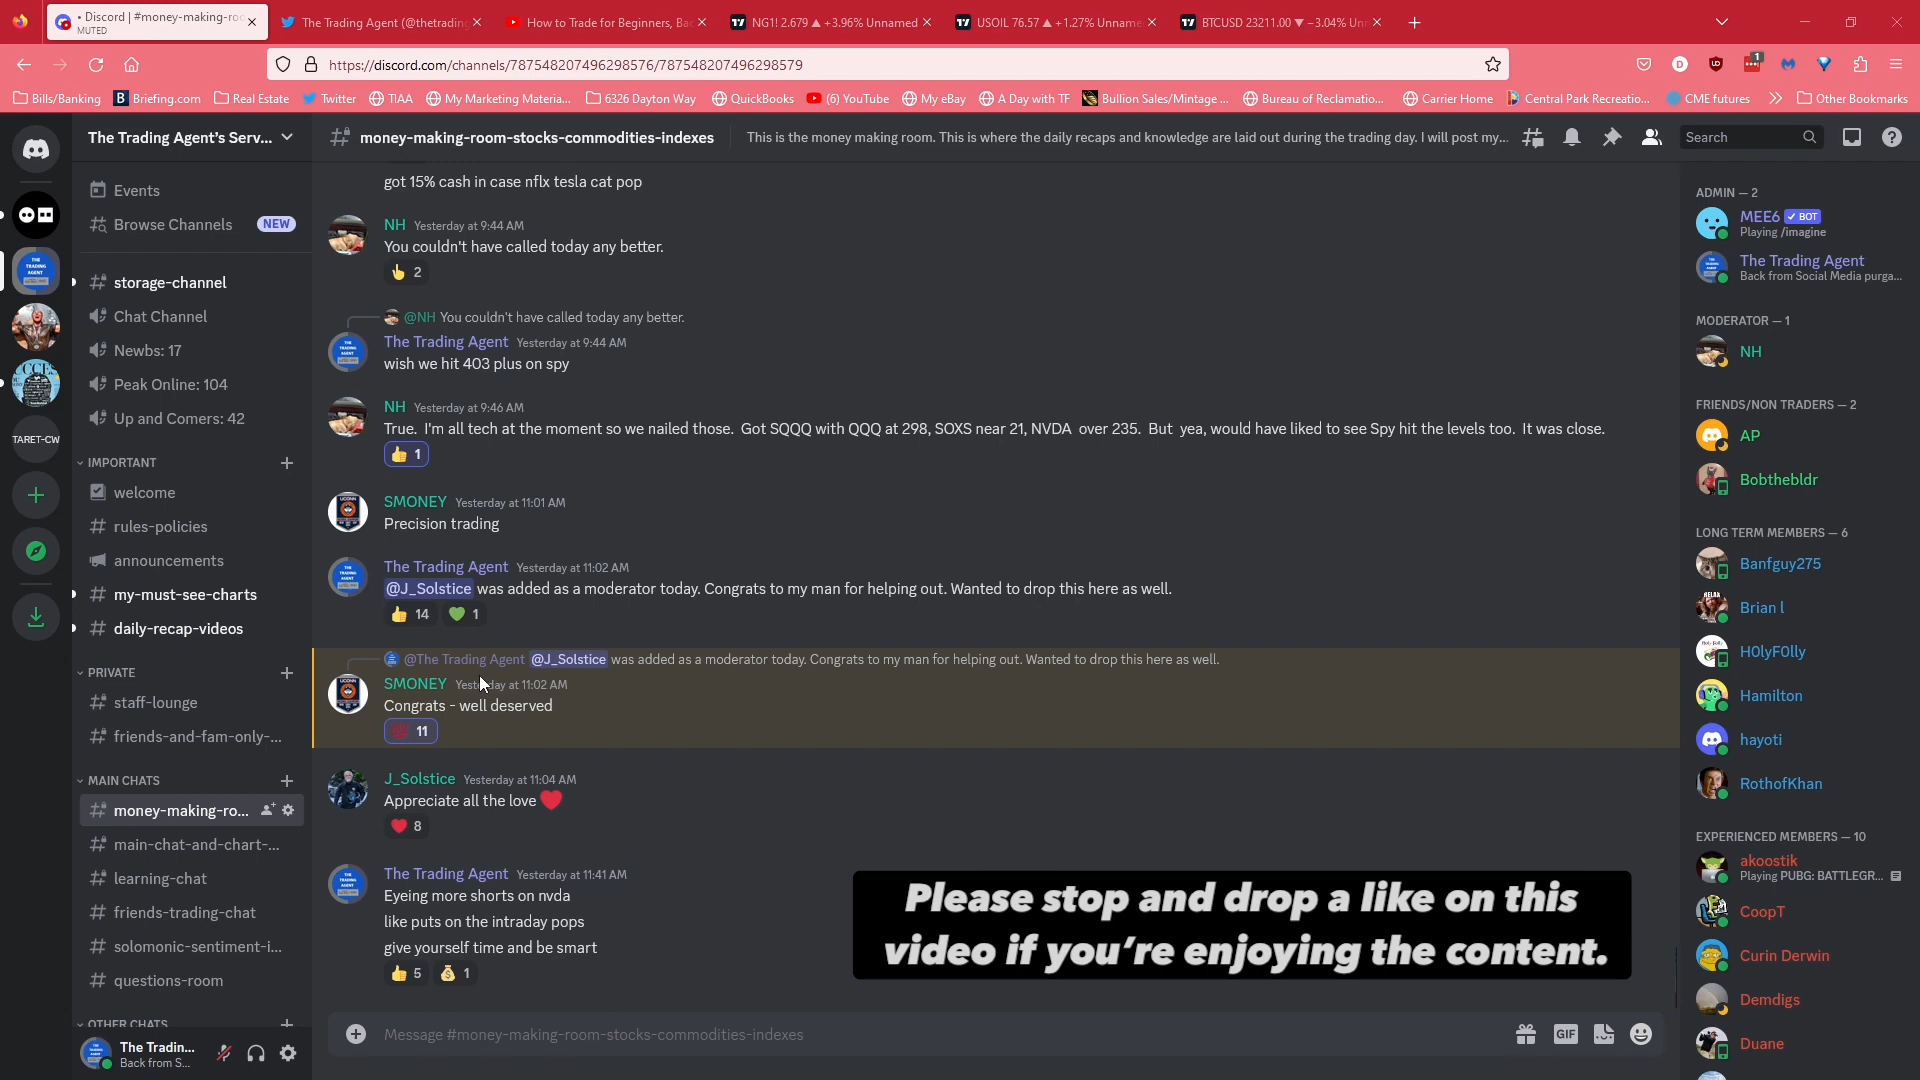 • Discord | #money-making-roo
MUTED
The Trading Agent (@thetrading
How to Trade for Beginners, Ba
NG1! 2.679 ▲ +3.96% Unnamed
USOIL 76.57 ▲ +1.27% Unname
BTCUSD 23211.00 ▼ −3.04% Un
https://discord.com/channels/787548207496298576/787548207496298579
1
Bills/Banking
Briefing.com
Real Estate
Twitter
TIAA
My Marketing Materia...
6326 Dayton Way
QuickBooks
(6) YouTube
My eBay
A Day with TF
Bullion Sales/Mintage ...
Bureau of Reclamatio...
Carrier Home
Central Park Recreatio...
CME futures
Other Bookmarks
The Trading Agent's Serv...
money-making-room-stocks-commodities-indexes
This is the money making room. This is where the daily recaps and knowledge are laid out during the trading day. I will post my...
Search
TARET-CW
Events
Browse Channels
NEW
storage-channel
Chat Channel
Newbs: 17
Peak Online: 104
Up and Comers: 42
IMPORTANT
welcome
rules-policies
announcements
my-must-see-charts
daily-recap-videos
PRIVATE
staff-lounge
friends-and-fam-only-...
MAIN CHATS
money-making-ro...
main-chat-and-chart-...
learning-chat
friends-trading-chat
solomonic-sentiment-i...
questions-room
OTHER CHATS
The Tradin...
Back from S...
got 15% cash in case nflx tesla cat pop
NH Yesterday at 9:44 AM
You couldn't have called today any better.
2
@NH You couldn't have called today any better.
The Trading Agent Yesterday at 9:44 AM
wish we hit 403 plus on spy
NH Yesterday at 9:46 AM
True. I'm all tech at the moment so we nailed those. Got SQQQ with QQQ at 298, SOXS near 21, NVDA over 235. But yea, would have liked to see Spy hit the levels too. It was close.
1
SMONEY Yesterday at 11:01 AM
Precision trading
The Trading Agent Yesterday at 11:02 AM
@J_Solstice was added as a moderator today. Congrats to my man for helping out. Wanted to drop this here as well.
14 1
@The Trading Agent @J_Solstice was added as a moderator today. Congrats to my man for helping out. Wanted to drop this here as well.
SMONEY Yesterday at 11:02 AM
Congrats - well deserved
11
J_Solstice Yesterday at 11:04 AM
Appreciate all the love
8
The Trading Agent Yesterday at 11:41 AM
Eyeing more shorts on nvda
like puts on the intraday pops
give yourself time and be smart
5 1
Please stop and drop a like on this
video if you're enjoying the content.
Message #money-making-room-stocks-commodities-indexes
GIF
ADMIN — 2
MEE6 ✓ BOT
Playing /imagine
The Trading Agent
Back from Social Media purga...
MODERATOR — 1
NH
FRIENDS/NON TRADERS — 2
AP
Bobthebldr
LONG TERM MEMBERS — 6
Banfguy275
Brian l
H0lyF0lly
Hamilton
hayoti
RothofKhan
EXPERIENCED MEMBERS — 10
akoostik
Playing PUBG: BATTLEGR...
CoopT
Curin Derwin
Demdigs
Duane